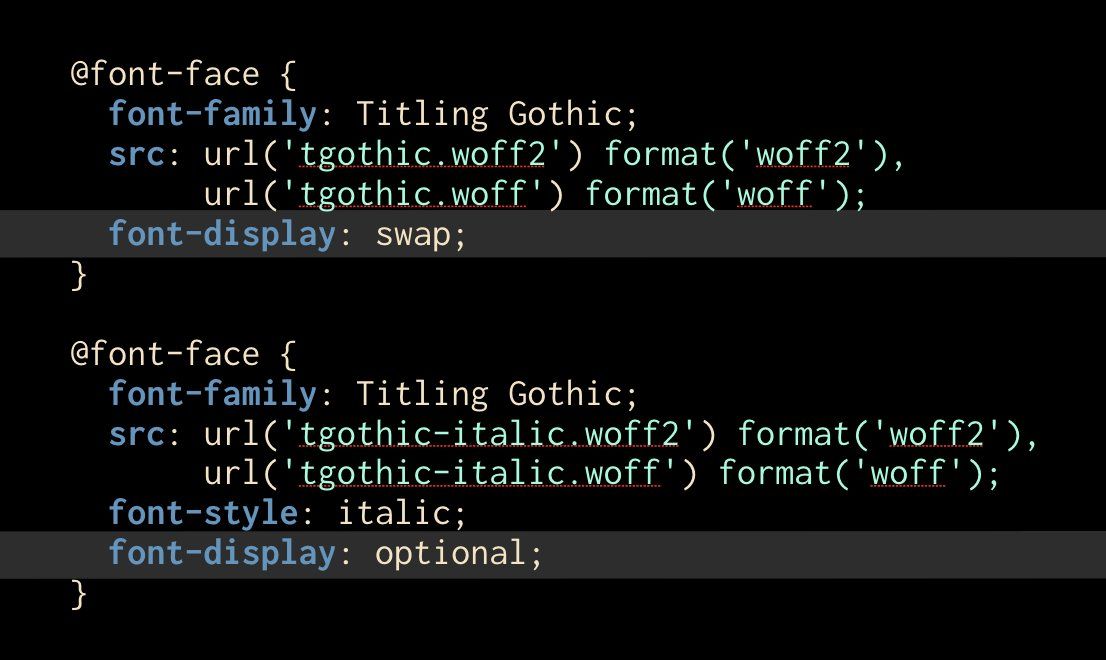 @font-face {
  font-family: Titling Gothic;
  src: url('tgothic.woff2') format('woff2'),
       url('tgothic.woff') format('woff');
  font-display: swap;
}

@font-face {
  font-family: Titling Gothic;
  src: url('tgothic-italic.woff2') format('woff2'),
       url('tgothic-italic.woff') format('woff');
  font-style: italic;
  font-display: optional;
}